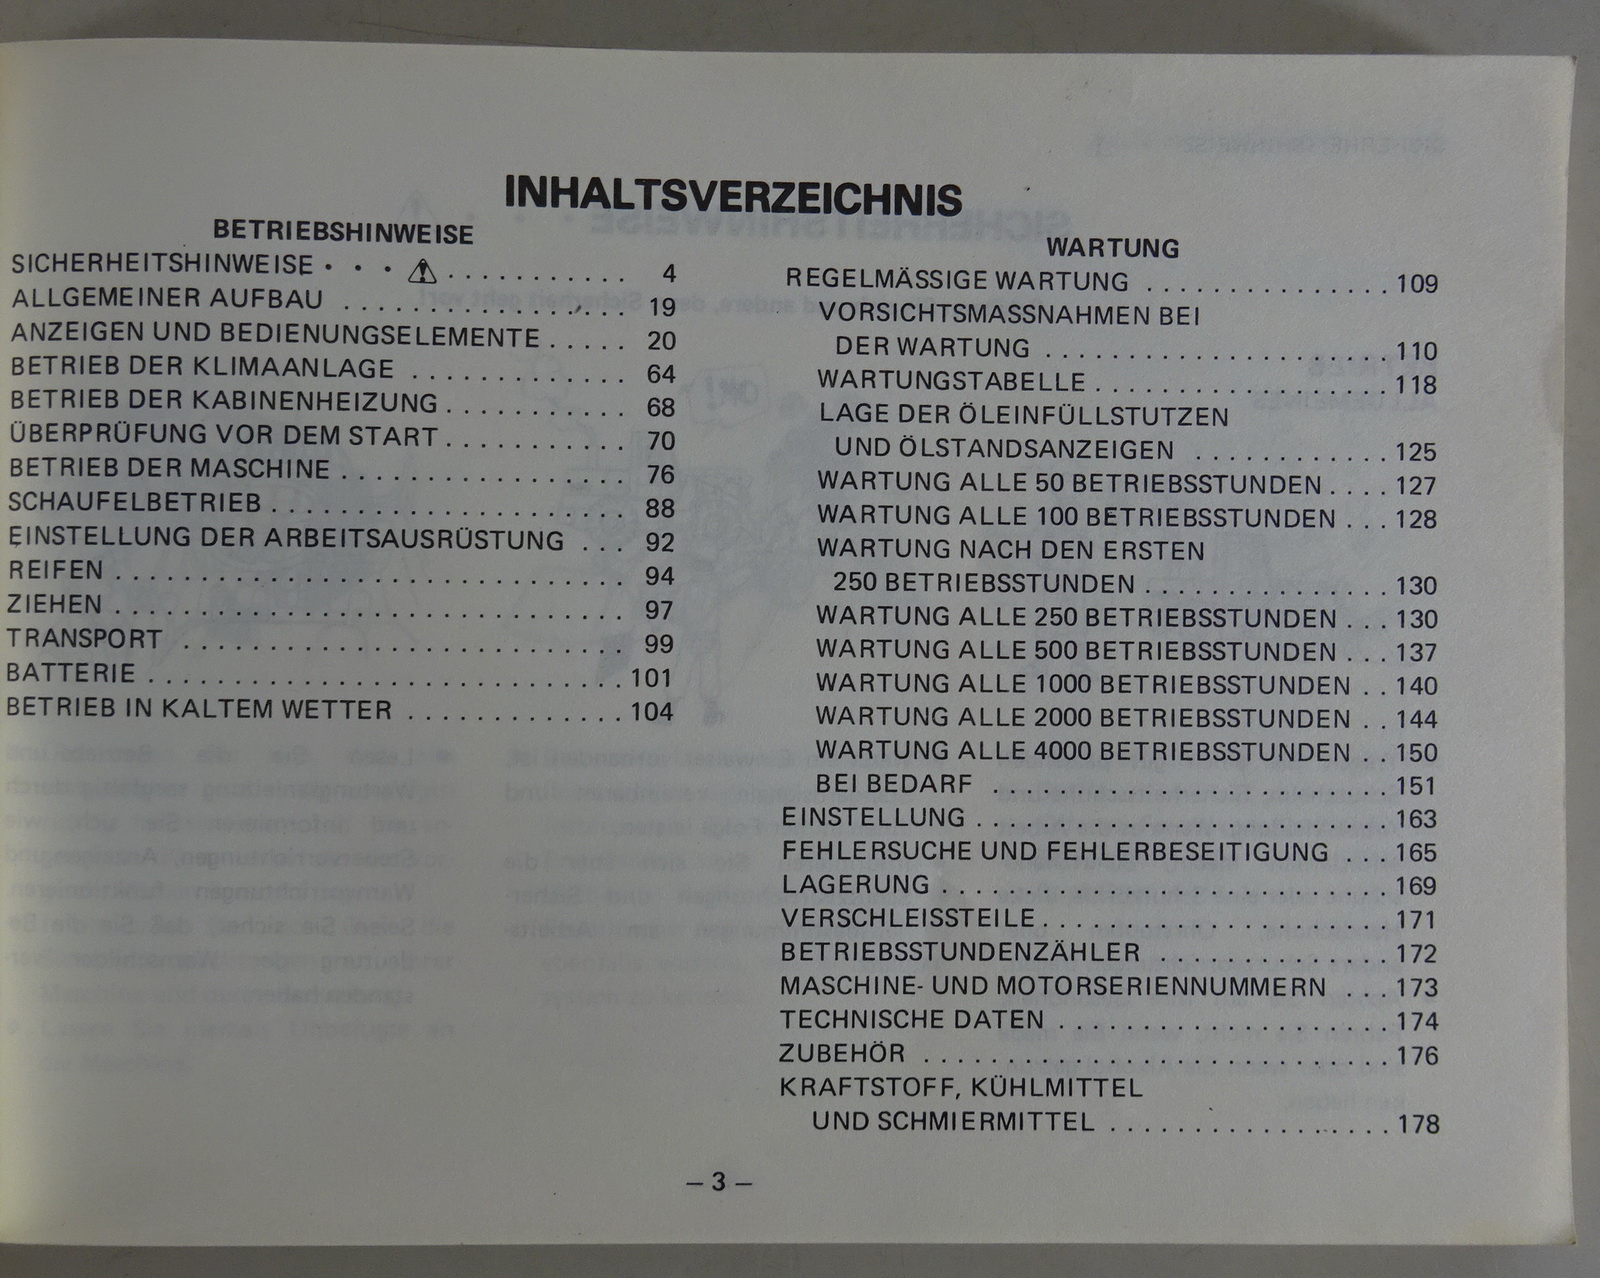 INHALTSVERZEICHNIS
BETRIEBSHINWEISE
SICHERHEITSHINWEISE · · · ⚠ . . . . . . . . . . . 4
ALLGEMEINER AUFBAU . . . . . . . . . . . . . . . . 19
ANZEIGEN UND BEDIENUNGSELEMENTE . . . . . 20
BETRIEB DER KLIMAANLAGE . . . . . . . . . . . . 64
BETRIEB DER KABINENHEIZUNG . . . . . . . . . . 68
ÜBERPRÜFUNG VOR DEM START . . . . . . . . . . 70
BETRIEB DER MASCHINE . . . . . . . . . . . . . . . . 76
SCHAUFELBETRIEB . . . . . . . . . . . . . . . . . . . . 88
EINSTELLUNG DER ARBEITSAUSRÜSTUNG . . . 92
REIFEN . . . . . . . . . . . . . . . . . . . . . . . . . . . . 94
ZIEHEN . . . . . . . . . . . . . . . . . . . . . . . . . . . . 97
TRANSPORT . . . . . . . . . . . . . . . . . . . . . . . . 99
BATTERIE . . . . . . . . . . . . . . . . . . . . . . . . . . 101
BETRIEB IN KALTEM WETTER . . . . . . . . . . . . . 104
WARTUNG
REGELMÄSSIGE WARTUNG . . . . . . . . . . . . . . . 109
VORSICHTSMASSNAHMEN BEI
DER WARTUNG . . . . . . . . . . . . . . . . . . . . . 110
WARTUNGSTABELLE . . . . . . . . . . . . . . . . . . 118
LAGE DER ÖLEINFÜLLSTUTZEN
UND ÖLSTANDSANZEIGEN . . . . . . . . . . . . 125
WARTUNG ALLE 50 BETRIEBSSTUNDEN . . . . 127
WARTUNG ALLE 100 BETRIEBSSTUNDEN . . . 128
WARTUNG NACH DEN ERSTEN
250 BETRIEBSSTUNDEN . . . . . . . . . . . . . . . 130
WARTUNG ALLE 250 BETRIEBSSTUNDEN . . . 130
WARTUNG ALLE 500 BETRIEBSSTUNDEN . . . 137
WARTUNG ALLE 1000 BETRIEBSSTUNDEN . . 140
WARTUNG ALLE 2000 BETRIEBSSTUNDEN . . 144
WARTUNG ALLE 4000 BETRIEBSSTUNDEN . . 150
BEI BEDARF . . . . . . . . . . . . . . . . . . . . . . . . 151
EINSTELLUNG . . . . . . . . . . . . . . . . . . . . . . . . 163
FEHLERSUCHE UND FEHLERBESEITIGUNG . . . 165
LAGERUNG . . . . . . . . . . . . . . . . . . . . . . . . . . 169
VERSCHLEISSTEILE . . . . . . . . . . . . . . . . . . . . 171
BETRIEBSSTUNDENZÄHLER . . . . . . . . . . . . . . 172
MASCHINE- UND MOTORSERIENNUMMERN . . . 173
TECHNISCHE DATEN . . . . . . . . . . . . . . . . . . . 174
ZUBEHÖR . . . . . . . . . . . . . . . . . . . . . . . . . . . 176
KRAFTSTOFF, KÜHLMITTEL
UND SCHMIERMITTEL . . . . . . . . . . . . . . . . . 178
– 3 –